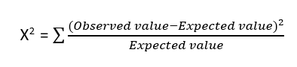 X² = ∑ (Observed value−Expected value)² / Expected value